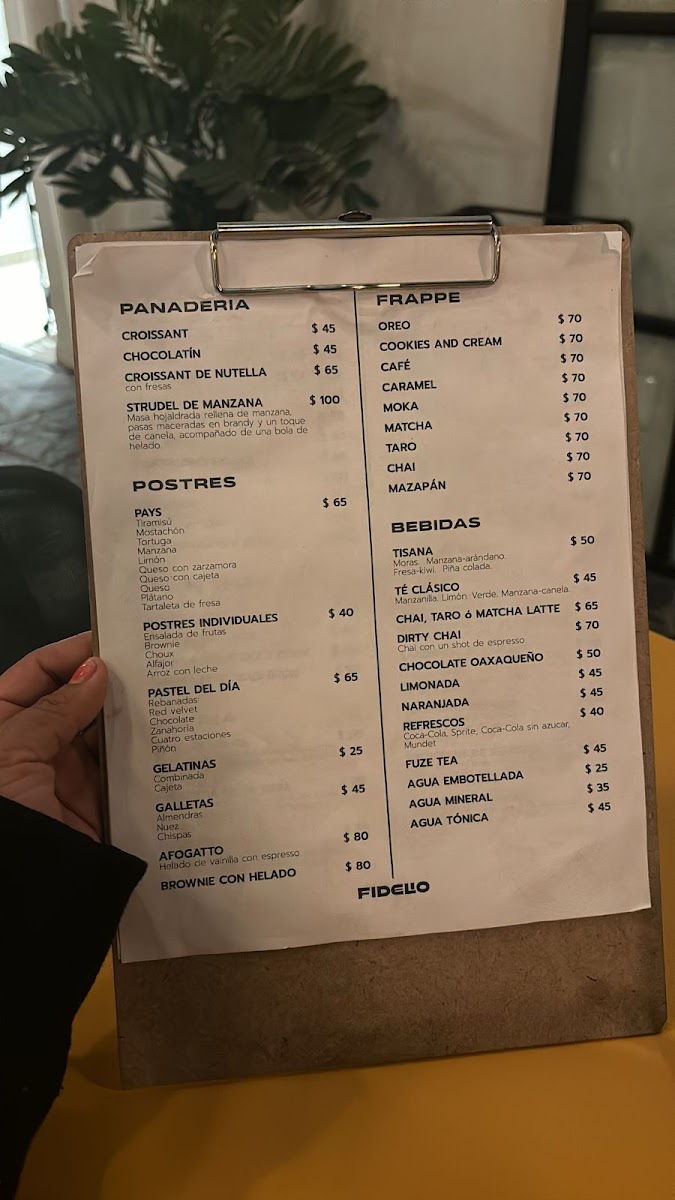 PANADERIA
CROISSANT $ 45
CHOCOLATÍN $ 45
CROISSANT DE NUTELLA $ 65
con fresas
STRUDEL DE MANZANA $ 100
Masa hojaldrada rellena de manzana,
pasas maceradas en brandy y un toque
de canela, acompañado de una bola de
helado.
POSTRES
PAYS $ 65
Tiramisú
Mostachón
Tortuga
Manzana
Limón
Queso con zarzamora
Queso con cajeta
Queso
Plátano
Tartaleta de fresa
POSTRES INDIVIDUALES $ 40
Ensalada de frutas
Brownie
Choux
Alfajor
Arroz con leche
PASTEL DEL DÍA $ 65
Rebanadas
Red velvet
Chocolate
Zanahoria
Cuatro estaciones
Piñón
GELATINAS $ 25
Combinada
Cajeta
GALLETAS $ 45
Almendras
Nuez
Chispas
AFOGATTO $ 80
Helado de vainilla con espresso
BROWNIE CON HELADO $ 80
FRAPPE
OREO $ 70
COOKIES AND CREAM $ 70
CAFÉ $ 70
CARAMEL $ 70
MOKA $ 70
MATCHA $ 70
TARO $ 70
CHAI $ 70
MAZAPÁN $ 70
BEBIDAS
TISANA $ 50
Moras. Manzana-arándano.
Fresa-kiwi. Piña colada.
TÉ CLÁSICO $ 45
Manzanilla. Limón. Verde. Manzana-canela.
CHAI, TARO ó MATCHA LATTE $ 65
DIRTY CHAI $ 70
Chai con un shot de espresso
CHOCOLATE OAXAQUEÑO $ 50
LIMONADA $ 45
NARANJADA $ 45
REFRESCOS $ 40
Coca-Cola, Sprite, Coca-Cola sin azucar,
Mundet
FUZE TEA $ 45
AGUA EMBOTELLADA $ 25
AGUA MINERAL $ 35
AGUA TÓNICA $ 45
FIDELIO